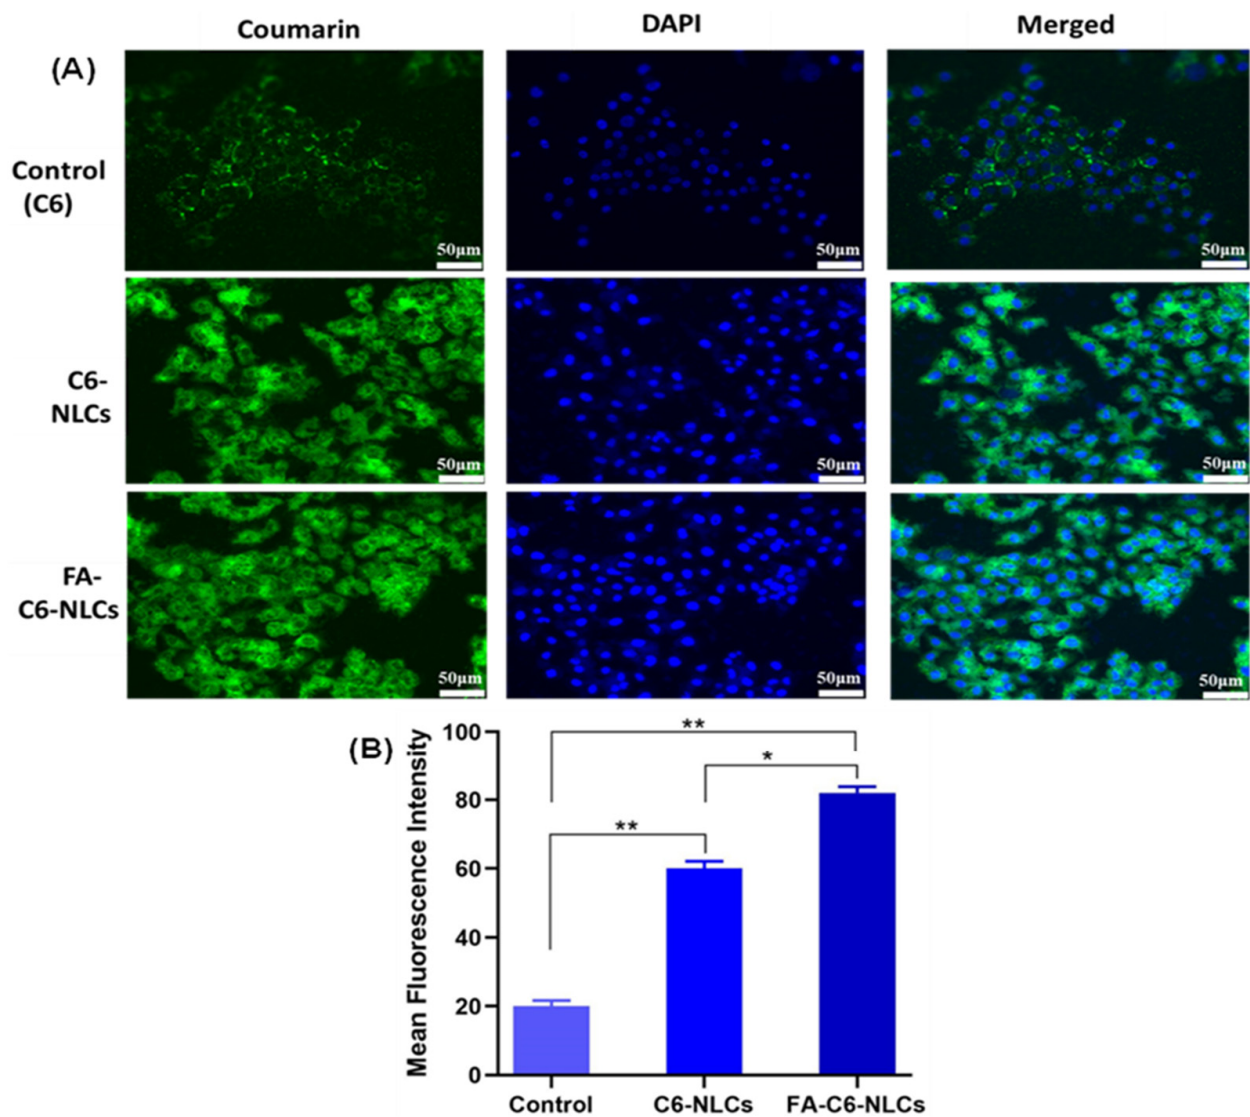 Coumarin
DAPI
Merged
(A)
Control
(C6)
50µm
50µm
50µm
C6-
NLCs
50µm
50µm
50µm
FA-
C6-NLCs
50µm
50µm
50µm
(B)
Mean Fluorescence Intensity
100
80
60
40
20
0
**
*
**
Control
C6-NLCs
FA-C6-NLCs